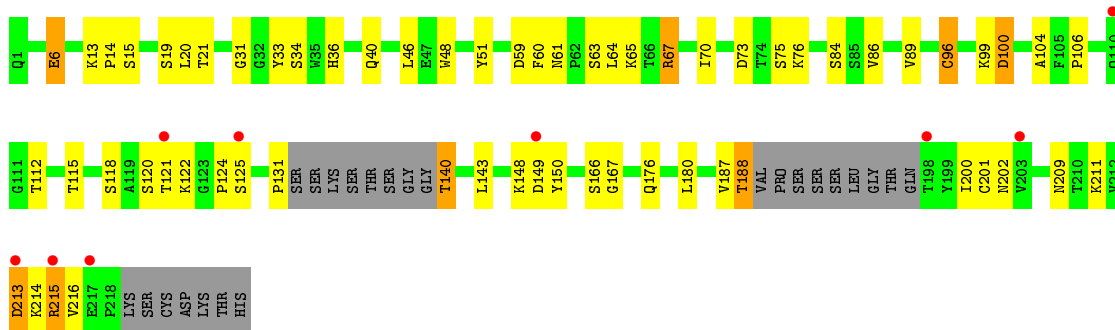 Q1 E6 K13 P14 S15 S19 L20 T21 G31 G32 Y33 S34 W35 H36 Q40 L46 E47 W48 Y51 D59 F60 N61 P62 S63 L64 K65 T66 R67 I70 D73 T74 S75 K76 S84 S85 V86 V89 C96 K99 D100 A104 F105 P106 Q110
G111 T112 T115 S118 A119 S120 T121 K122 G123 P124 S125 P131 SER SER LYS SER THR SER GLY GLY T140 L143 K148 D149 Y150 S166 G167 Q176 L180 V187 T188 VAL PRO SER SER SER LEU GLY THR GLN T198 Y199 I200 C201 N202 V203 N209 T210 K211 V212
D213 K214 R215 V216 E217 P218 LYS SER CYS ASP LYS THR HIS